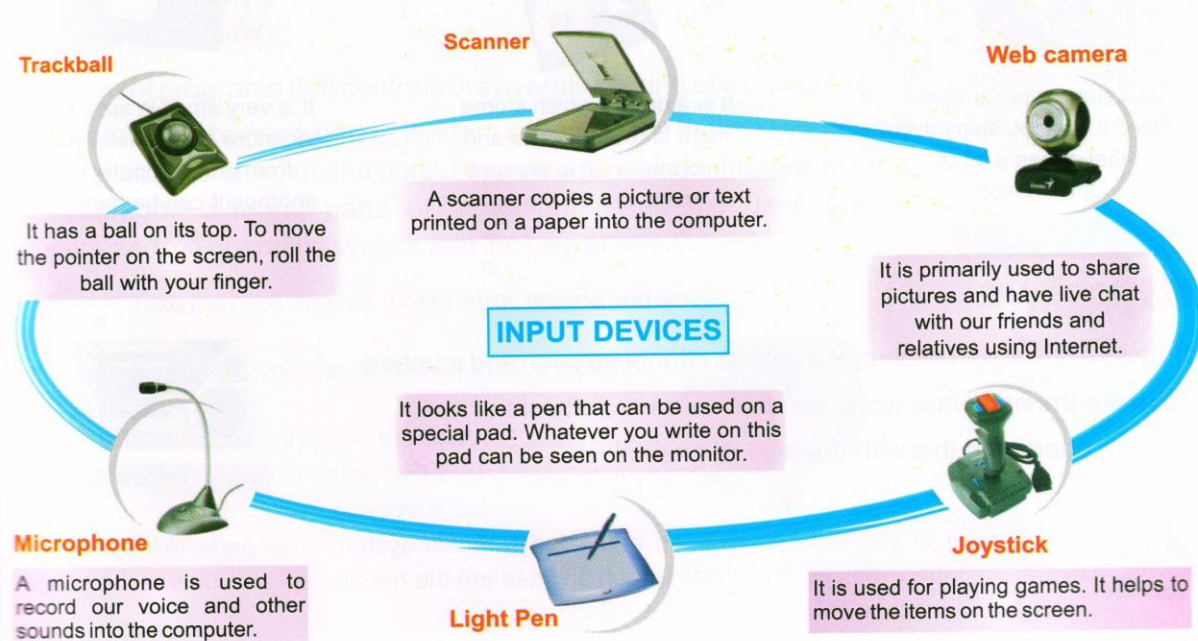 Trackball
It has a ball on its top. To move
the pointer on the screen, roll the
ball with your finger.
Scanner
A scanner copies a picture or text
printed on a paper into the computer.
Web camera
It is primarily used to share
pictures and have live chat
with our friends and
relatives using Internet.
INPUT DEVICES
It looks like a pen that can be used on a
special pad. Whatever you write on this
pad can be seen on the monitor.
Light Pen
Microphone
A microphone is used to
record our voice and other
sounds into the computer.
Joystick
It is used for playing games. It helps to
move the items on the screen.